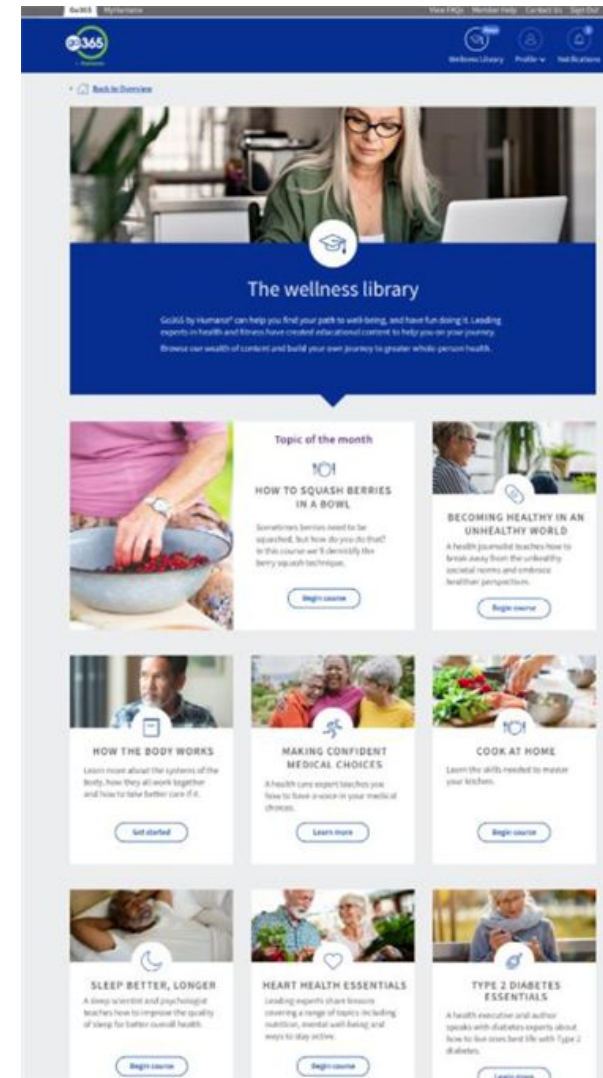 Go365 MyHumana
View FAQs Member Help Contact Us Sign Out
Go365
by Humana
New
Wellness Library Profile Notifications
Back to Overview
The wellness library
Go365 by Humana® can help you find your path to well-being, and have fun doing it. Leading
experts in health and fitness have created educational content to help you on your journey.
Browse our wealth of content and build your own journey to greater whole-person health.
Topic of the month
HOW TO SQUASH BERRIES
IN A BOWL
Sometimes berries need to be
squashed, but how do you do that?
In this course we'll demistify the
berry squash technique.
Begin course
BECOMING HEALTHY IN AN
UNHEALTHY WORLD
A health journalist teaches how to
break away from the unhealthy
societal norms and embrace
healthier perspectives.
Begin course
HOW THE BODY WORKS
Learn more about the systems of the
body, how they all work together
and how to take better care if it.
Get started
MAKING CONFIDENT
MEDICAL CHOICES
A health care expert teaches you
how to have a voice in your medical
choices.
Learn more
COOK AT HOME
Learn the skills needed to master
your kitchen.
Begin course
SLEEP BETTER, LONGER
A sleep scientist and psychologist
teaches how to improve the quality
of sleep for better overall health.
Begin course
HEART HEALTH ESSENTIALS
Leading experts share lessons
covering a range of topics including
nutrition, mental well-being and
ways to stay active.
Begin course
TYPE 2 DIABETES
ESSENTIALS
A health executive and author
speaks with diabetes experts about
how to live ones best life with Type 2
diabetes.
Learn more